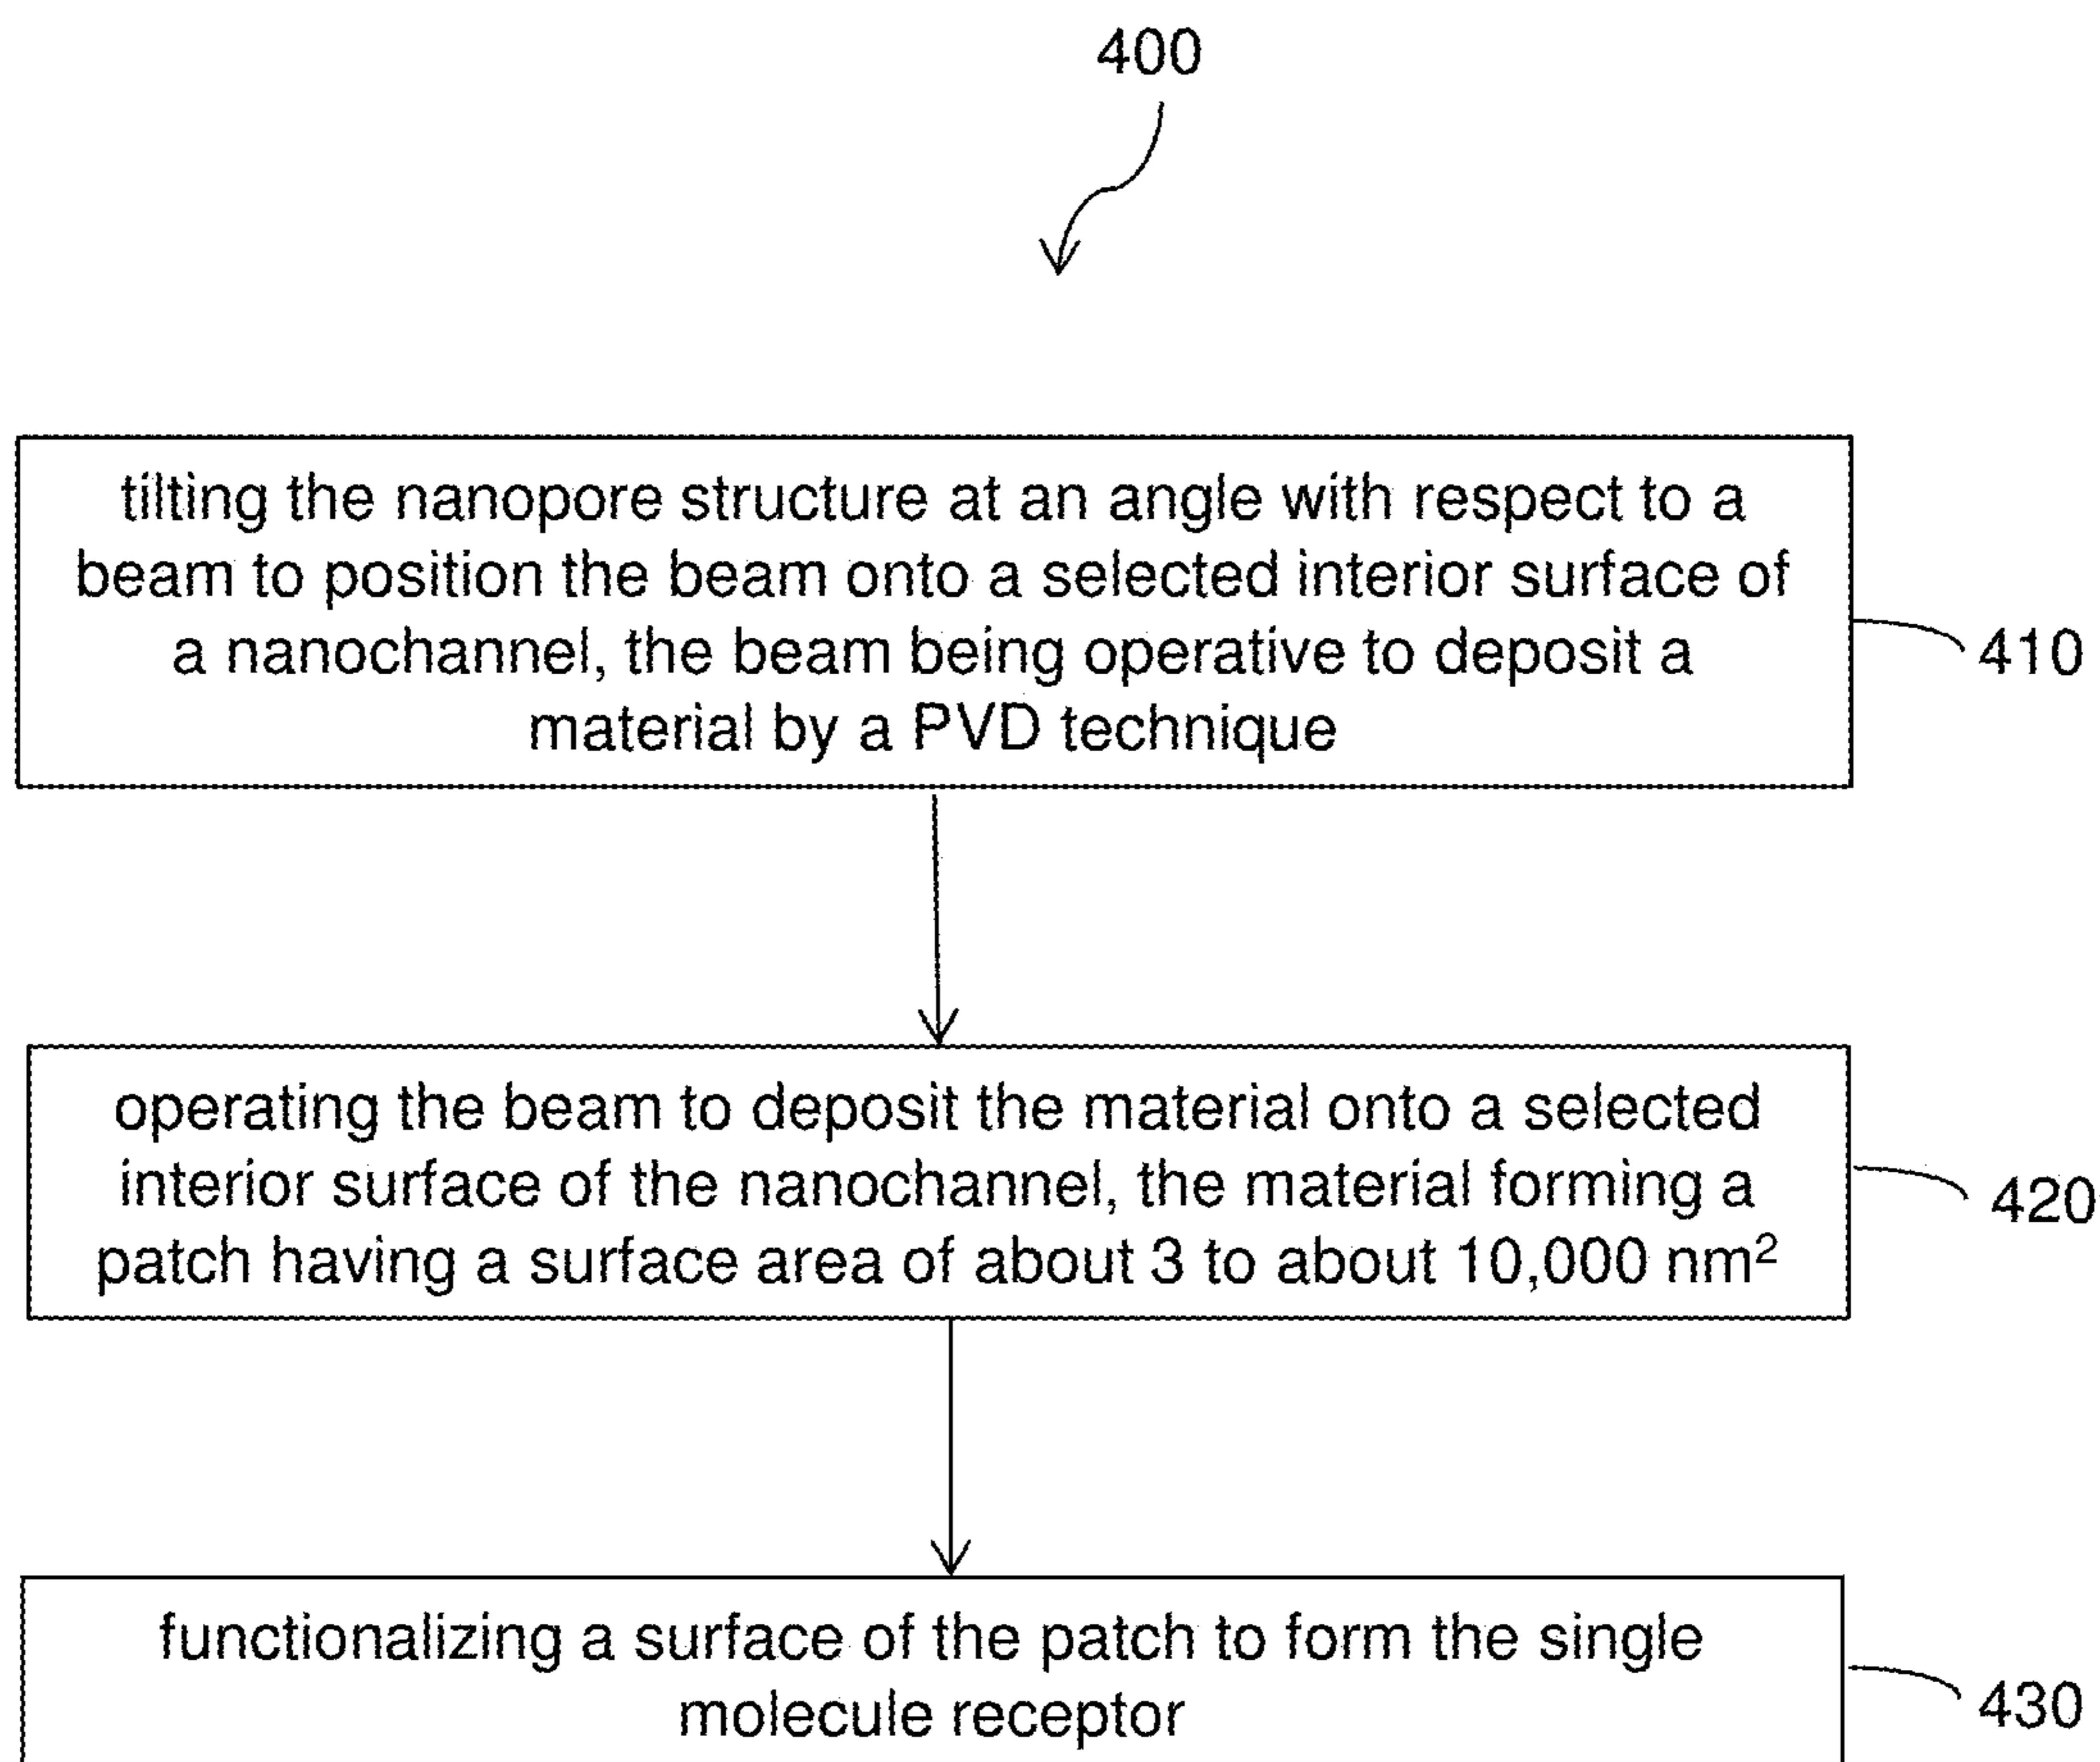 400
tilting the nanopore structure at an angle with respect to a
beam to position the beam onto a selected interior surface of
a nanochannel, the beam being operative to deposit a
material by a PVD technique
410
operating the beam to deposit the material onto a selected
interior surface of the nanochannel, the material forming a
patch having a surface area of about 3 to about 10,000 nm²
420
functionalizing a surface of the patch to form the single
molecule receptor
430